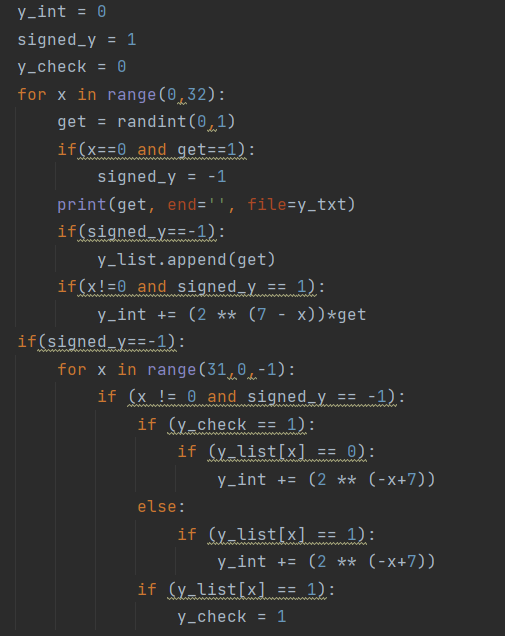 y_int = 0
signed_y = 1
y_check = 0
for x in range(0,32):
    get = randint(0,1)
    if(x==0 and get==1):
        signed_y = -1
    print(get, end='', file=y_txt)
    if(signed_y==-1):
        y_list.append(get)
    if(x!=0 and signed_y == 1):
        y_int += (2 ** (7 - x))*get
if(signed_y==-1):
    for x in range(31,0,-1):
        if (x != 0 and signed_y == -1):
            if (y_check == 1):
                if (y_list[x] == 0):
                    y_int += (2 ** (-x+7))
            else:
                if (y_list[x] == 1):
                    y_int += (2 ** (-x+7))
            if (y_list[x] == 1):
                y_check = 1